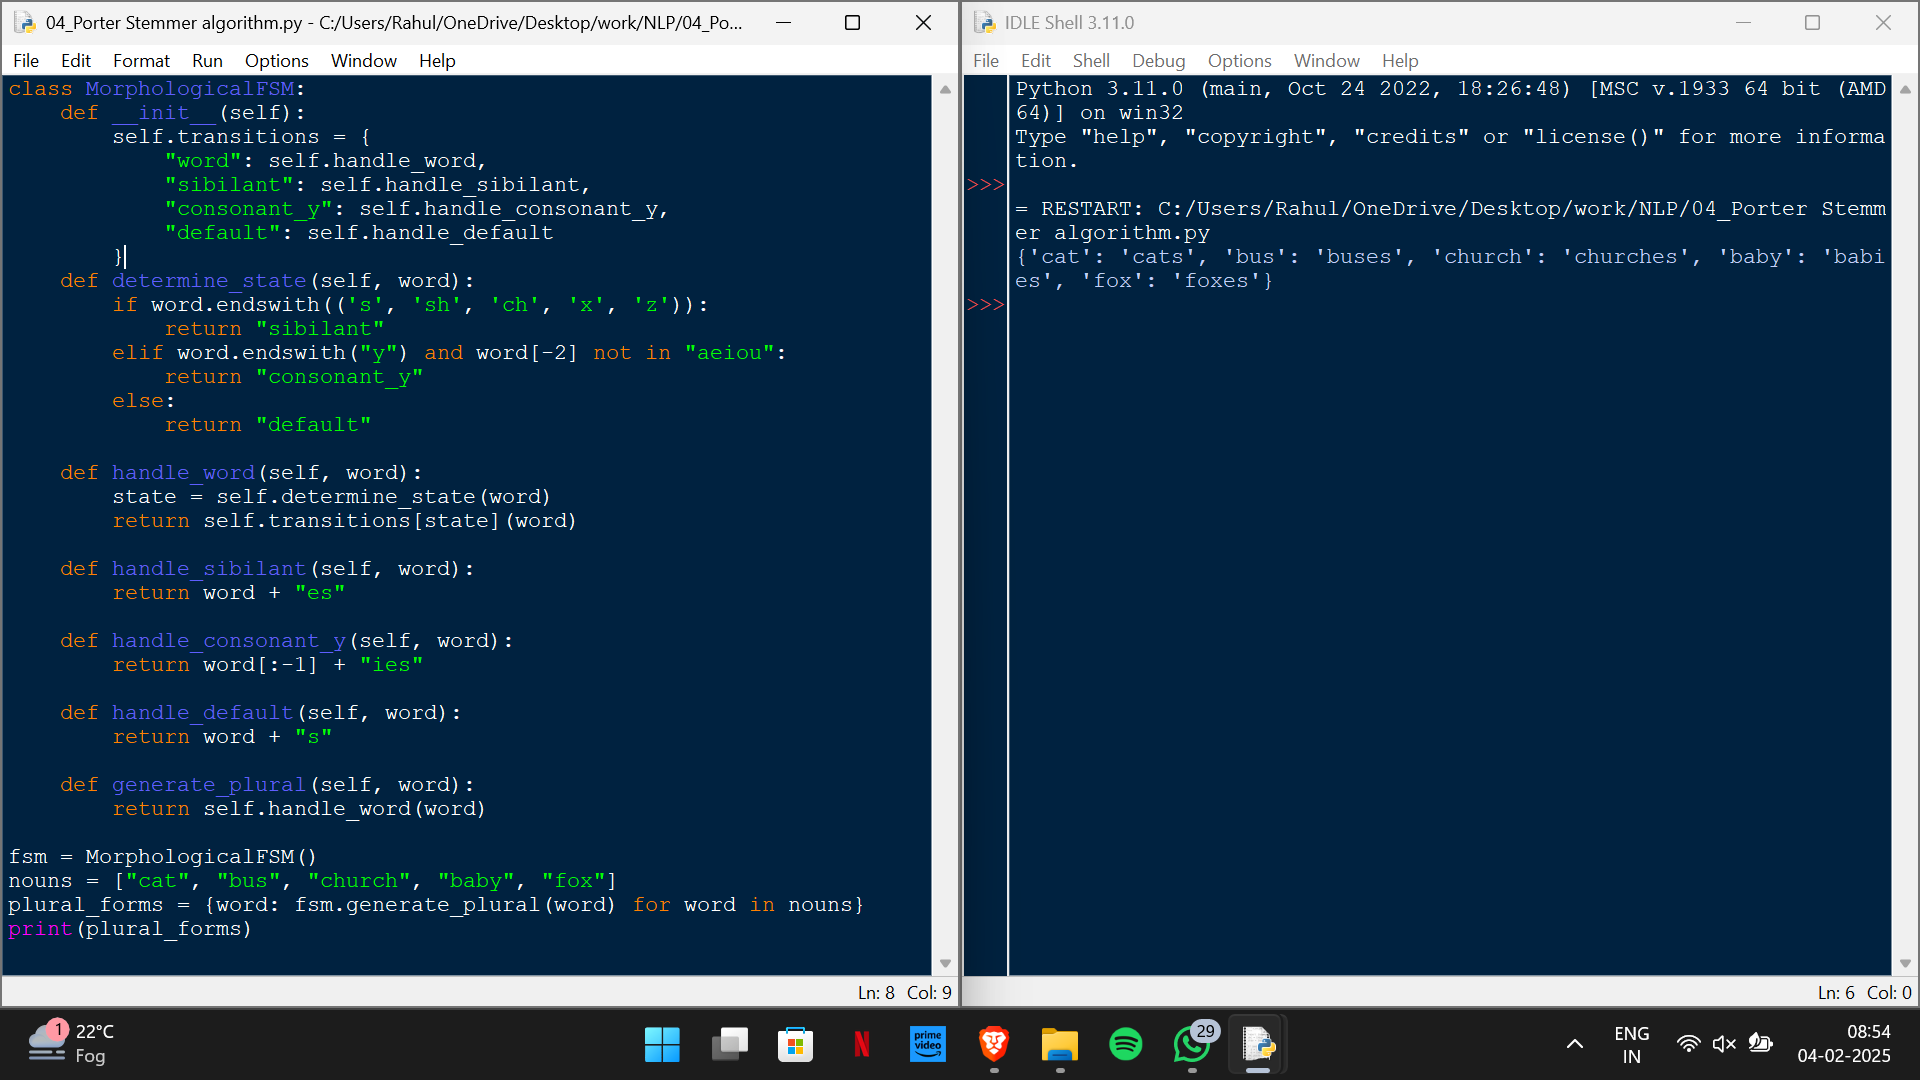 04_Porter Stemmer algorithm.py - C:/Users/Rahul/OneDrive/Desktop/work/NLP/04_Po...
File Edit Format Run Options Window Help
class MorphologicalFSM:
    def __init__(self):
        self.transitions = {
            "word": self.handle_word,
            "sibilant": self.handle_sibilant,
            "consonant_y": self.handle_consonant_y,
            "default": self.handle_default
        }
    def determine_state(self, word):
        if word.endswith(('s', 'sh', 'ch', 'x', 'z')):
            return "sibilant"
        elif word.endswith("y") and word[-2] not in "aeiou":
            return "consonant_y"
        else:
            return "default"
    def handle_word(self, word):
        state = self.determine_state(word)
        return self.transitions[state](word)
    def handle_sibilant(self, word):
        return word + "es"
    def handle_consonant_y(self, word):
        return word[:-1] + "ies"
    def handle_default(self, word):
        return word + "s"
    def generate_plural(self, word):
        return self.handle_word(word)
fsm = MorphologicalFSM()
nouns = ["cat", "bus", "church", "baby", "fox"]
plural_forms = {word: fsm.generate_plural(word) for word in nouns}
print(plural_forms)
Ln: 8 Col: 9
IDLE Shell 3.11.0
File Edit Shell Debug Options Window Help
Python 3.11.0 (main, Oct 24 2022, 18:26:48) [MSC v.1933 64 bit (AMD
64)] on win32
Type "help", "copyright", "credits" or "license()" for more informa
tion.
>>>
= RESTART: C:/Users/Rahul/OneDrive/Desktop/work/NLP/04_Porter Stemm
er algorithm.py
{'cat': 'cats', 'bus': 'buses', 'church': 'churches', 'baby': 'babi
es', 'fox': 'foxes'}
>>>
Ln: 6 Col: 0
1
22°C
Fog
prime video
29
ENG
IN
08:54
04-02-2025